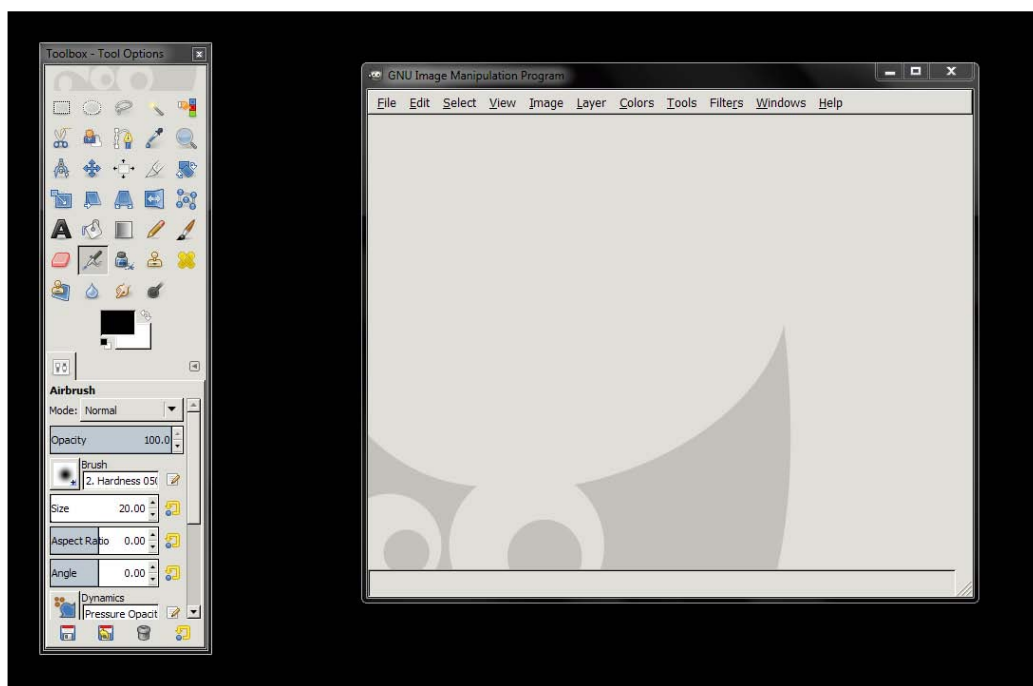 Toolbox - Tool Options
Airbrush
Mode: Normal
Opacity 100.0
Brush
2. Hardness 05(
Size 20.00
Aspect Ratio 0.00
Angle 0.00
Dynamics
Pressure Opacit
GNU Image Manipulation Program
File Edit Select View Image Layer Colors Tools Filters Windows Help